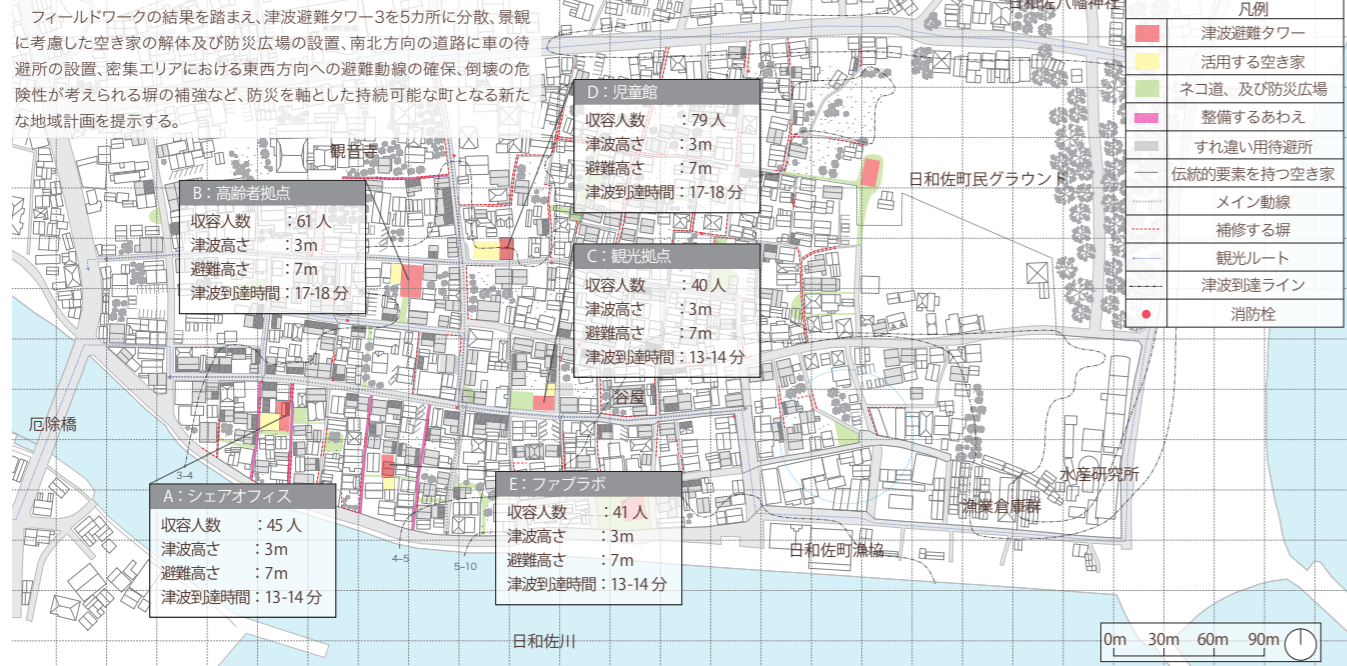 フィールドワークの結果を踏まえ、津波避難タワー3を5カ所に分散、景観
に考慮した空き家の解体及び防災広場の設置、南北方向の道路に車の待
避所の設置、密集エリアにおける東西方向への避難動線の確保、倒壊の危
険性が考えられる塀の補強など、防災を軸とした持続可能な町となる新た
な地域計画を提示する。
日和佐八幡神社
凡例
津波避難タワー
活用する空き家
ネコ道、及び防災広場
整備するあわえ
すれ違い用待避所
伝統的要素を持つ空き家
メイン動線
補修する塀
観光ルート
津波到達ライン
消防栓
D：児童館
収容人数 ：79 人
津波高さ ：3m
避難高さ ：7m
津波到達時間：17-18 分
観音寺
日和佐町民グラウンド
B：高齢者拠点
収容人数 ：61 人
津波高さ ：3m
避難高さ ：7m
津波到達時間：17-18 分
C：観光拠点
収容人数 ：40 人
津波高さ ：3m
避難高さ ：7m
津波到達時間：13-14 分
谷屋
厄除橋
3-4
A：シェアオフィス
収容人数 ：45 人
津波高さ ：3m
避難高さ ：7m
津波到達時間：13-14 分
4-5
5-10
E：ファブラボ
収容人数 ：41 人
津波高さ ：3m
避難高さ ：7m
津波到達時間：13-14 分
水産研究所
漁業倉庫群
日和佐町漁協
日和佐川
0m 30m 60m 90m